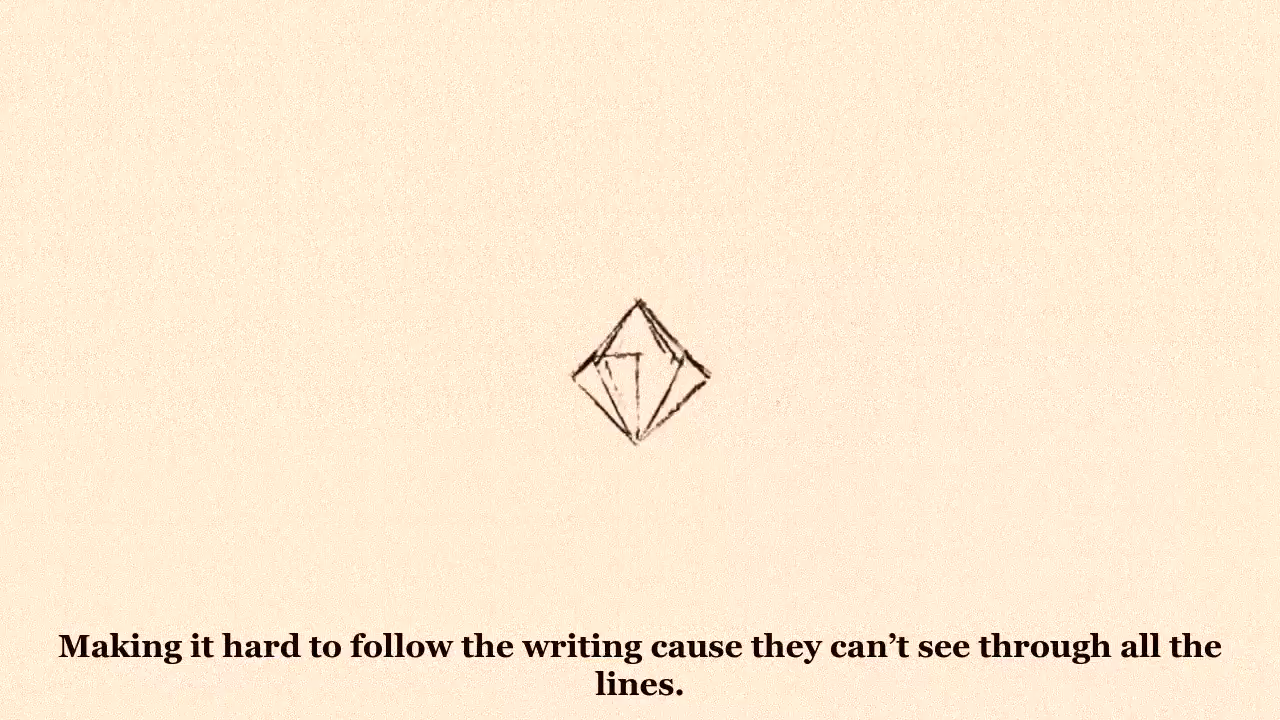 Making it hard to follow the writing cause they can’t see through all the
lines.